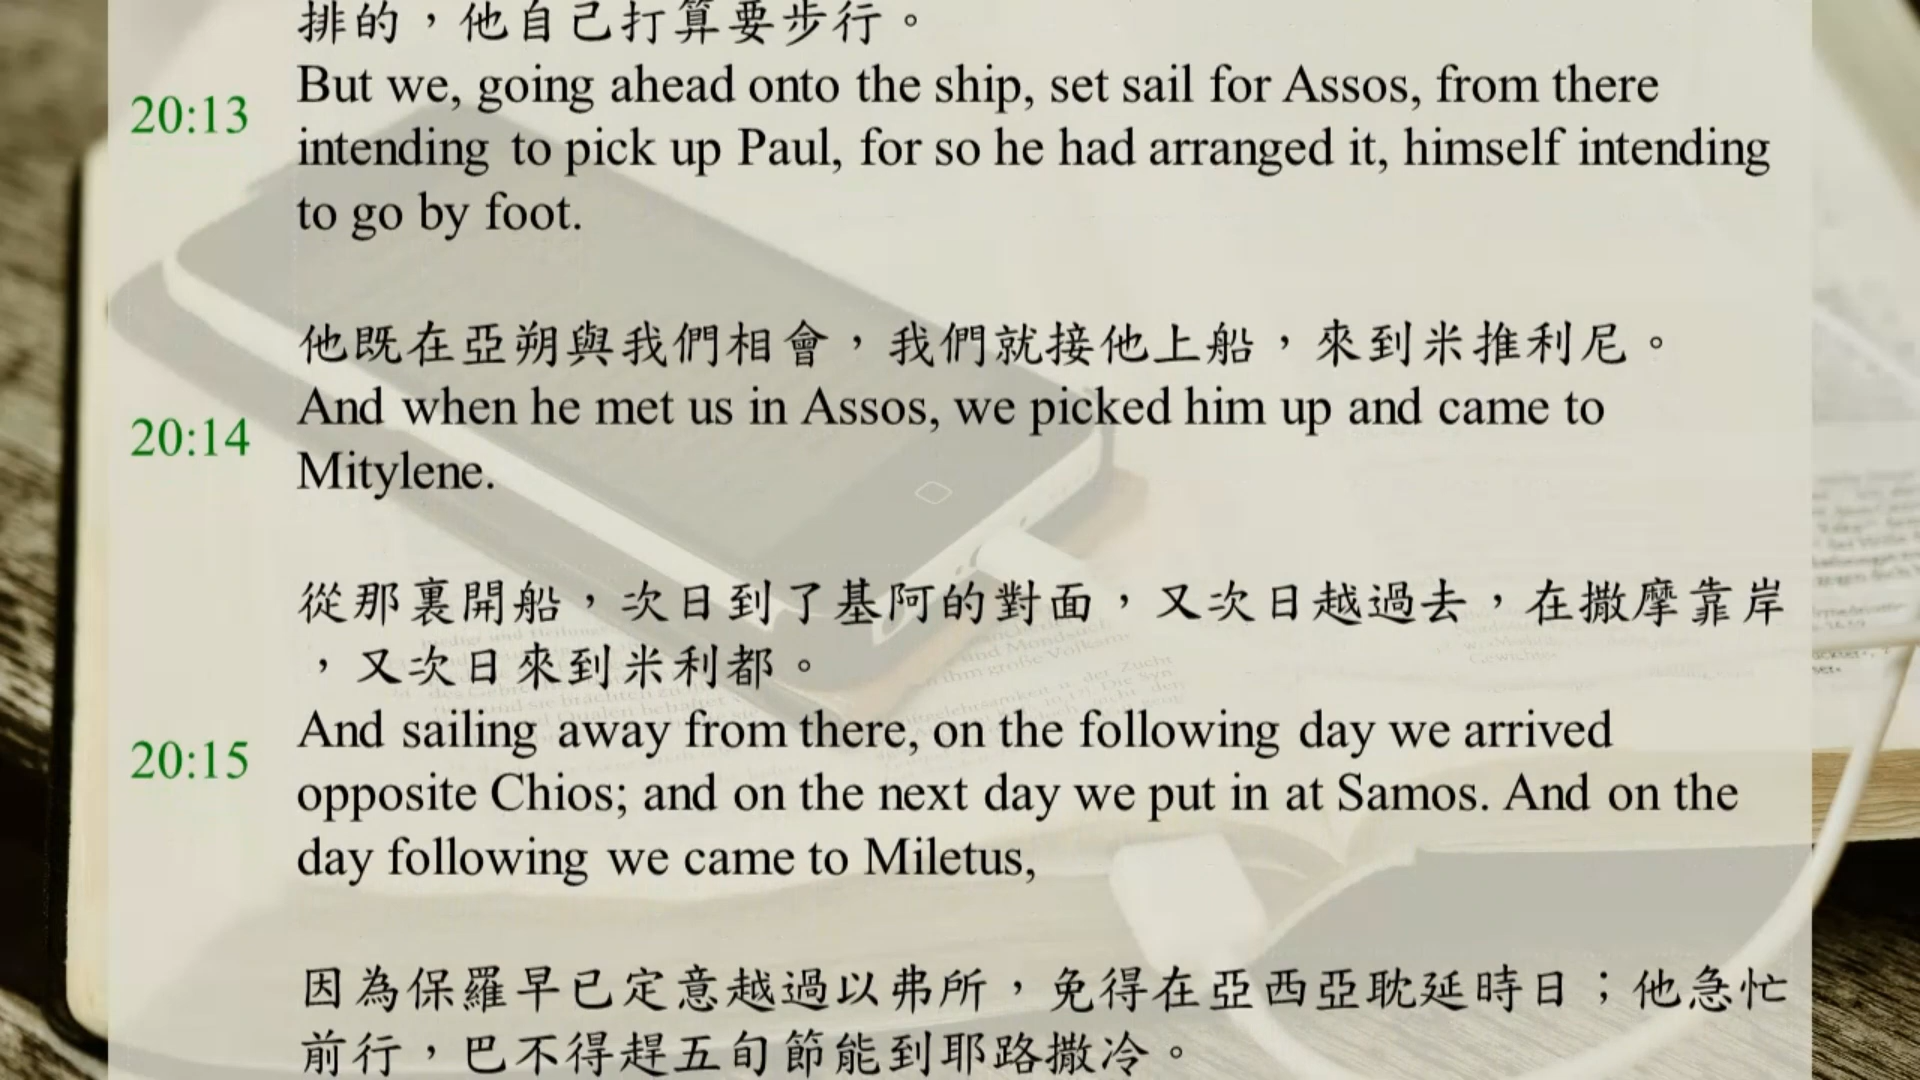 排的，他自己打算要步行。
20:13 But we, going ahead onto the ship, set sail for Assos, from there
intending to pick up Paul, for so he had arranged it, himself intending
to go by foot.
他既在亞朔與我們相會，我們就接他上船，來到米推利尼。
20:14 And when he met us in Assos, we picked him up and came to
Mitylene.
從那裏開船，次日到了基阿的對面，又次日越過去，在撒摩靠岸
，又次日來到米利都。
20:15 And sailing away from there, on the following day we arrived
opposite Chios; and on the next day we put in at Samos. And on the
day following we came to Miletus,
因為保羅早已定意越過以弗所，免得在亞西亞耽延時日；他急忙
前行，巴不得趕五旬節能到耶路撒冷。